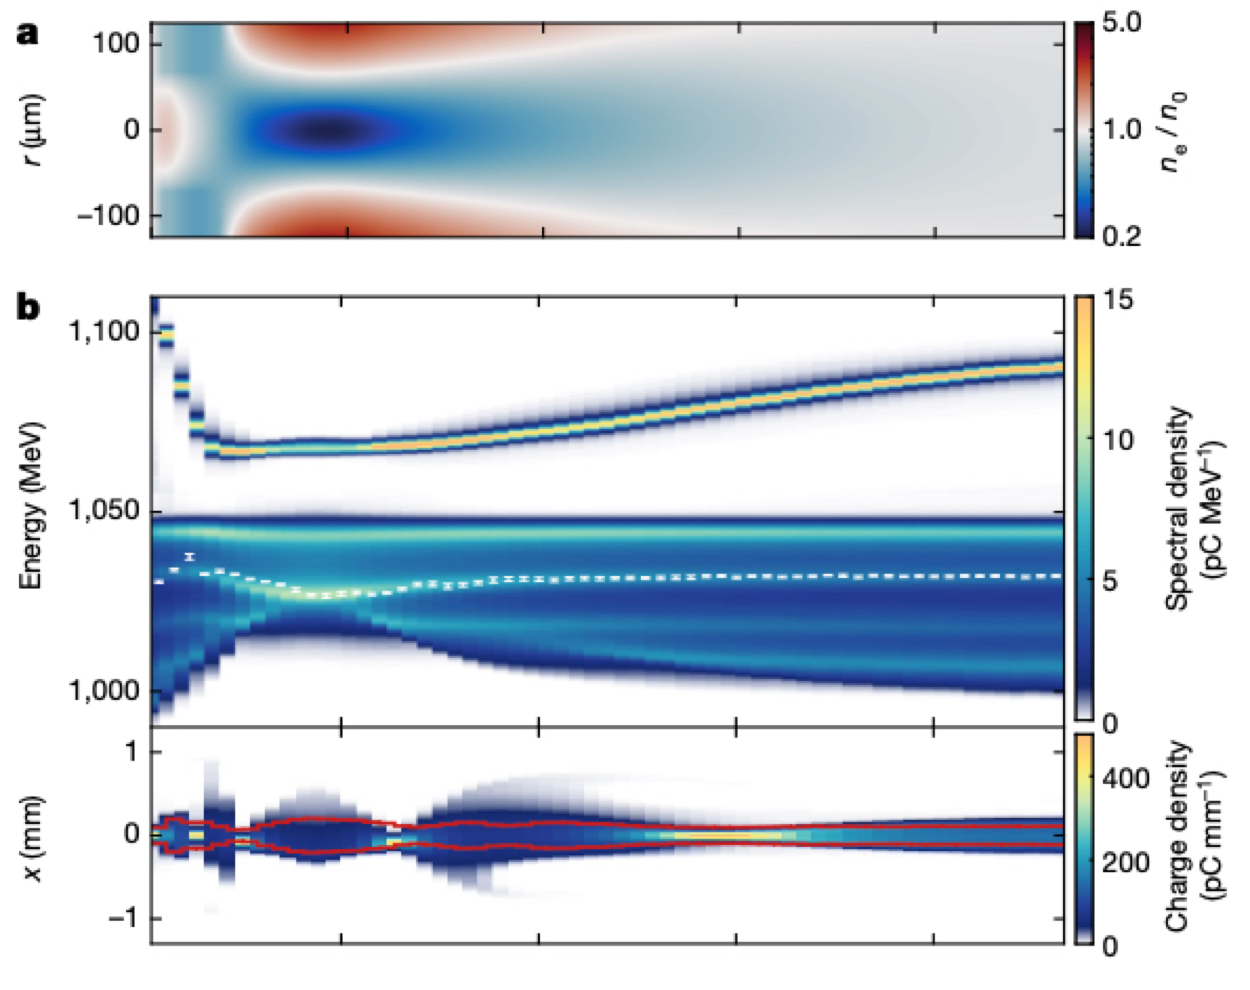 a
100
0
−100
r (μm)
5.0
1.0
0.2
nₑ / n₀
b
1,100
1,050
1,000
Energy (MeV)
15
10
5
0
Spectral density
(pC MeV⁻¹)
1
0
−1
x (mm)
400
200
0
Charge density
(pC mm⁻¹)